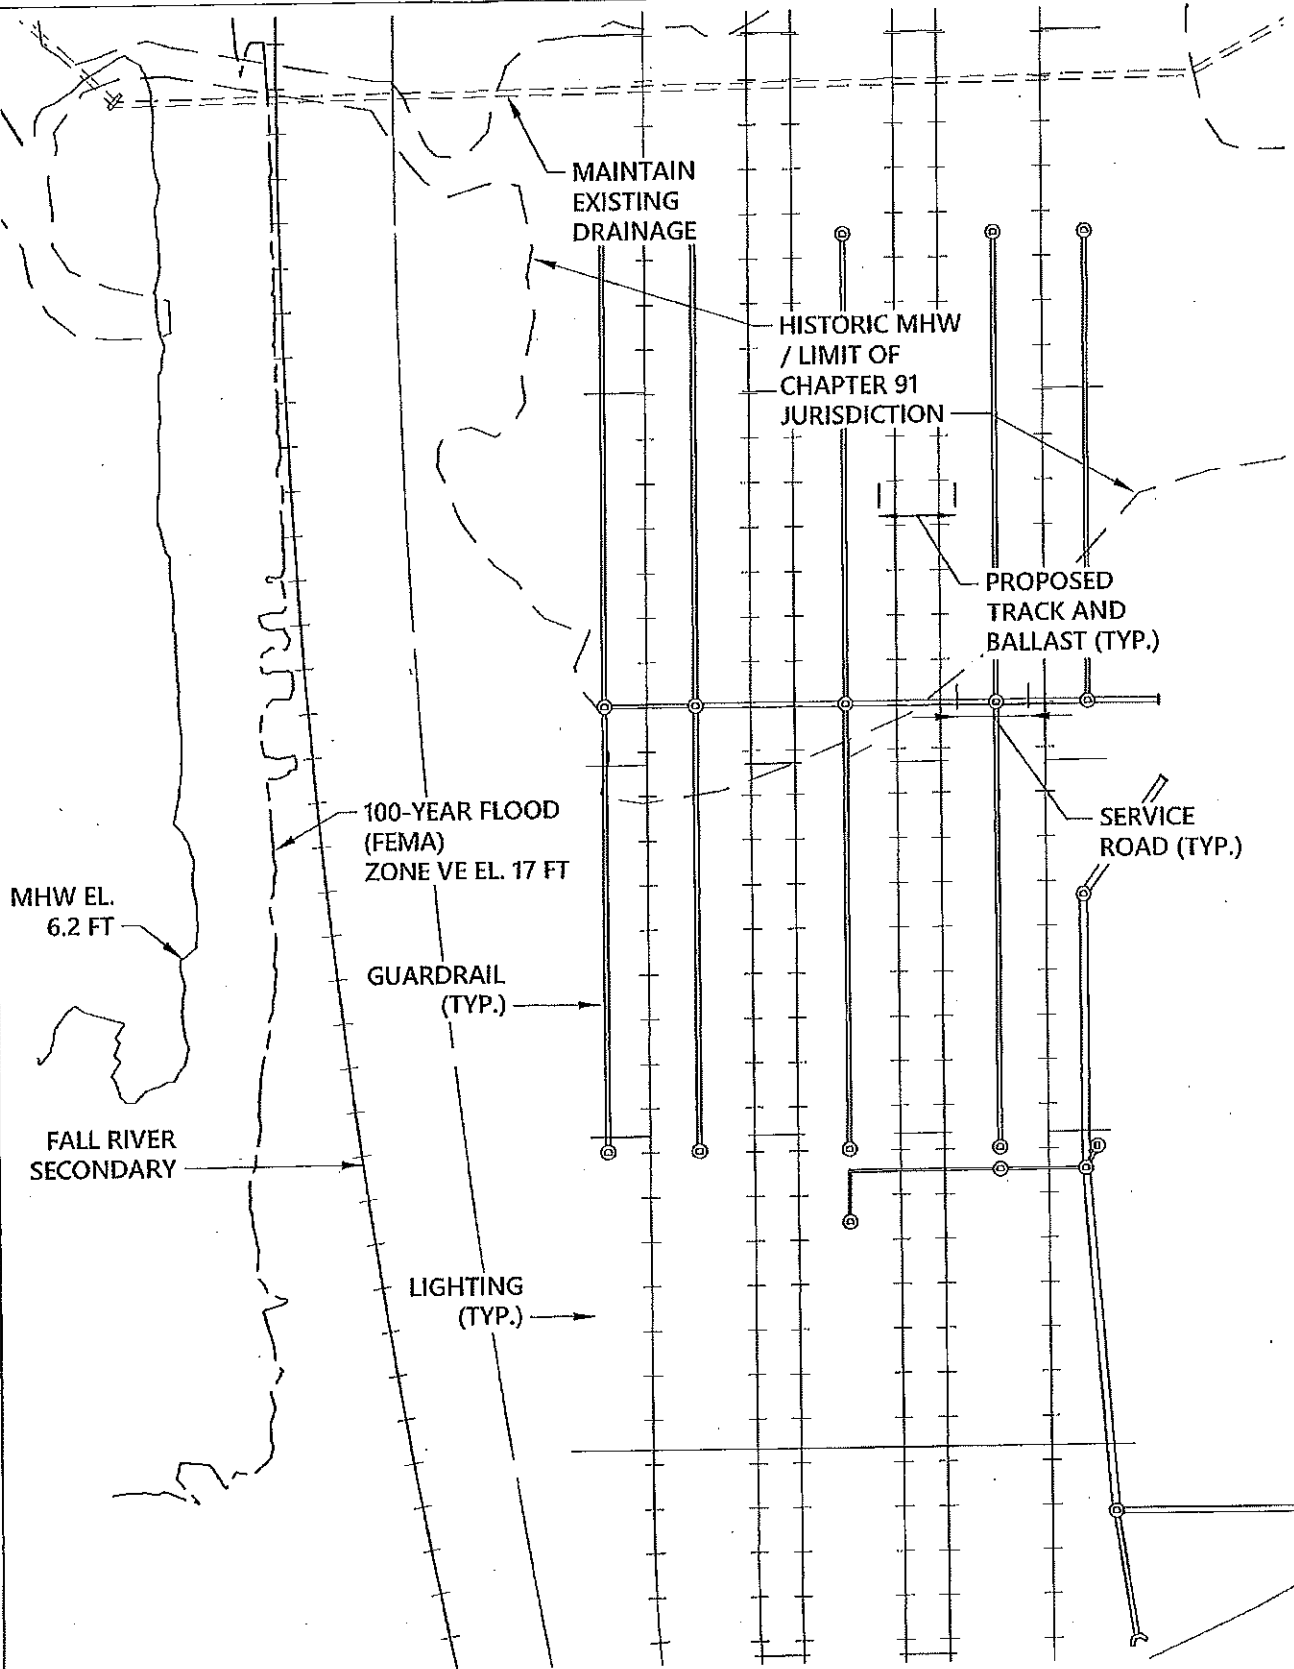 MAINTAIN
EXISTING
DRAINAGE
HISTORIC MHW
/ LIMIT OF
CHAPTER 91
JURISDICTION
PROPOSED
TRACK AND
BALLAST (TYP.)
100-YEAR FLOOD
(FEMA)
ZONE VE EL. 17 FT
SERVICE
ROAD (TYP.)
MHW EL.
6.2 FT
GUARDRAIL
(TYP.)
FALL RIVER
SECONDARY
LIGHTING
(TYP.)